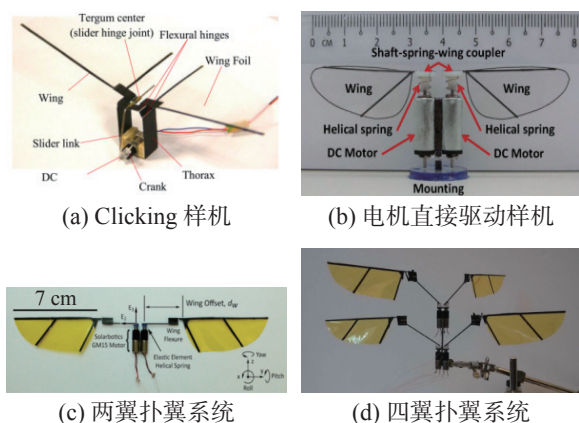 Tergum center
(slider hinge joint)
Flexural hinges
Wing Foil
Wing
Slider link
DC
Crank
Thorax
(a) Clicking 样机
0 CM 1 2 3 4 5 6 7 8 9
Shaft-spring-wing coupler
Wing
Wing
Helical spring
Helical spring
DC Motor
DC Motor
Mounting
(b) 电机直接驱动样机
7 cm
Wing Offset, dw
E3
E2
Solarbotics
GM15 Motor
Wing
Flexure
Elastic Element
Helical Spring
Yaw
Z
X
Y
Roll
Pitch
(c) 两翼扑翼系统
(d) 四翼扑翼系统